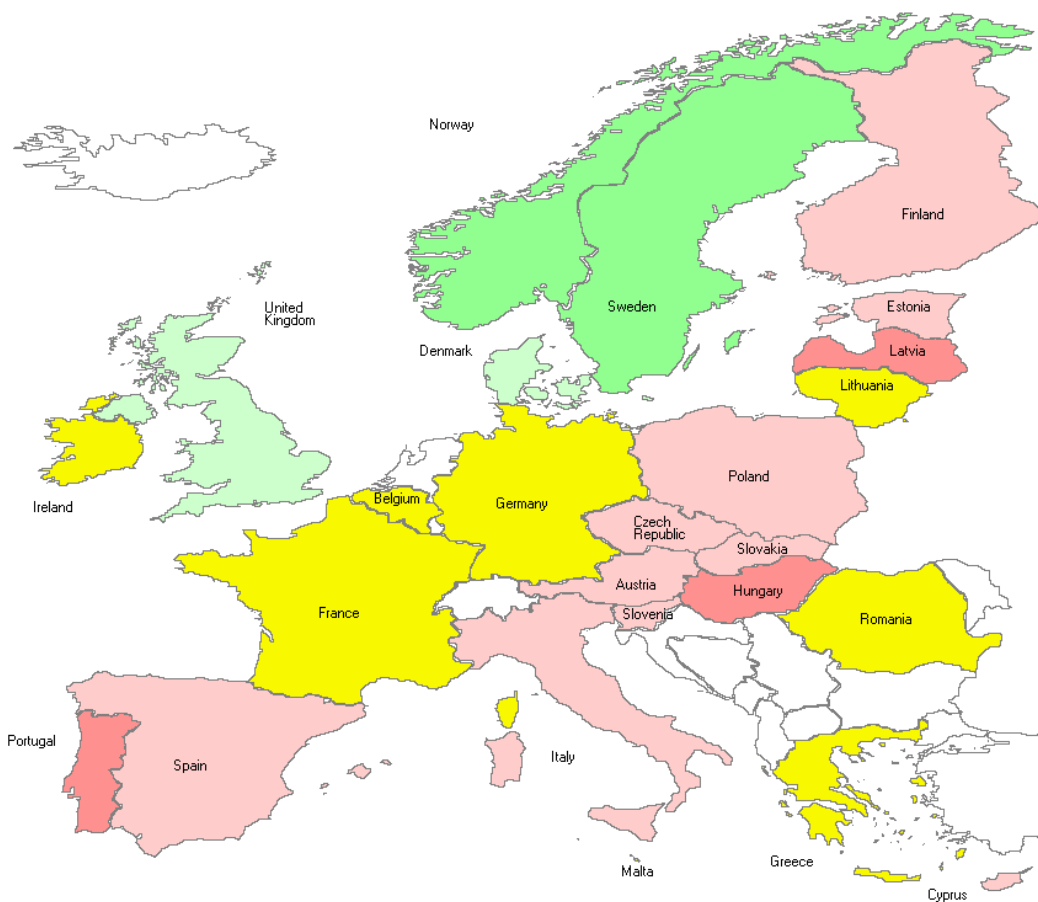 Norway
Finland
United
Kingdom
Sweden
Estonia
Denmark
Latvia
Lithuania
Poland
Belgium
Germany
Ireland
Czech
Republic
Slovakia
Austria
Hungary
France
Slovenia
Romania
Portugal
Spain
Italy
Greece
Malta
Cyprus